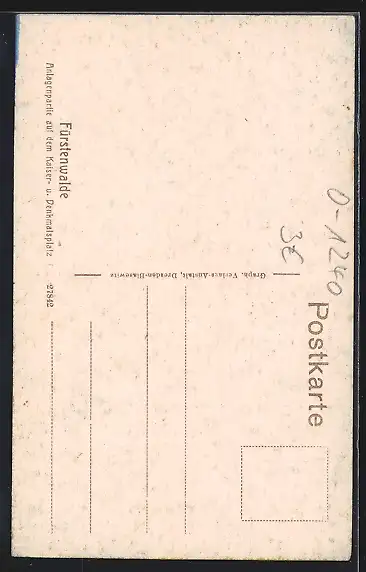 Postkarte
O-1240
3€
Graph. Verlags-Anstalt, Dresden-Blasewitz
Fürstenwalde
Anlagenpartie auf dem Kaiser- u. Denkmalsplatz
27842